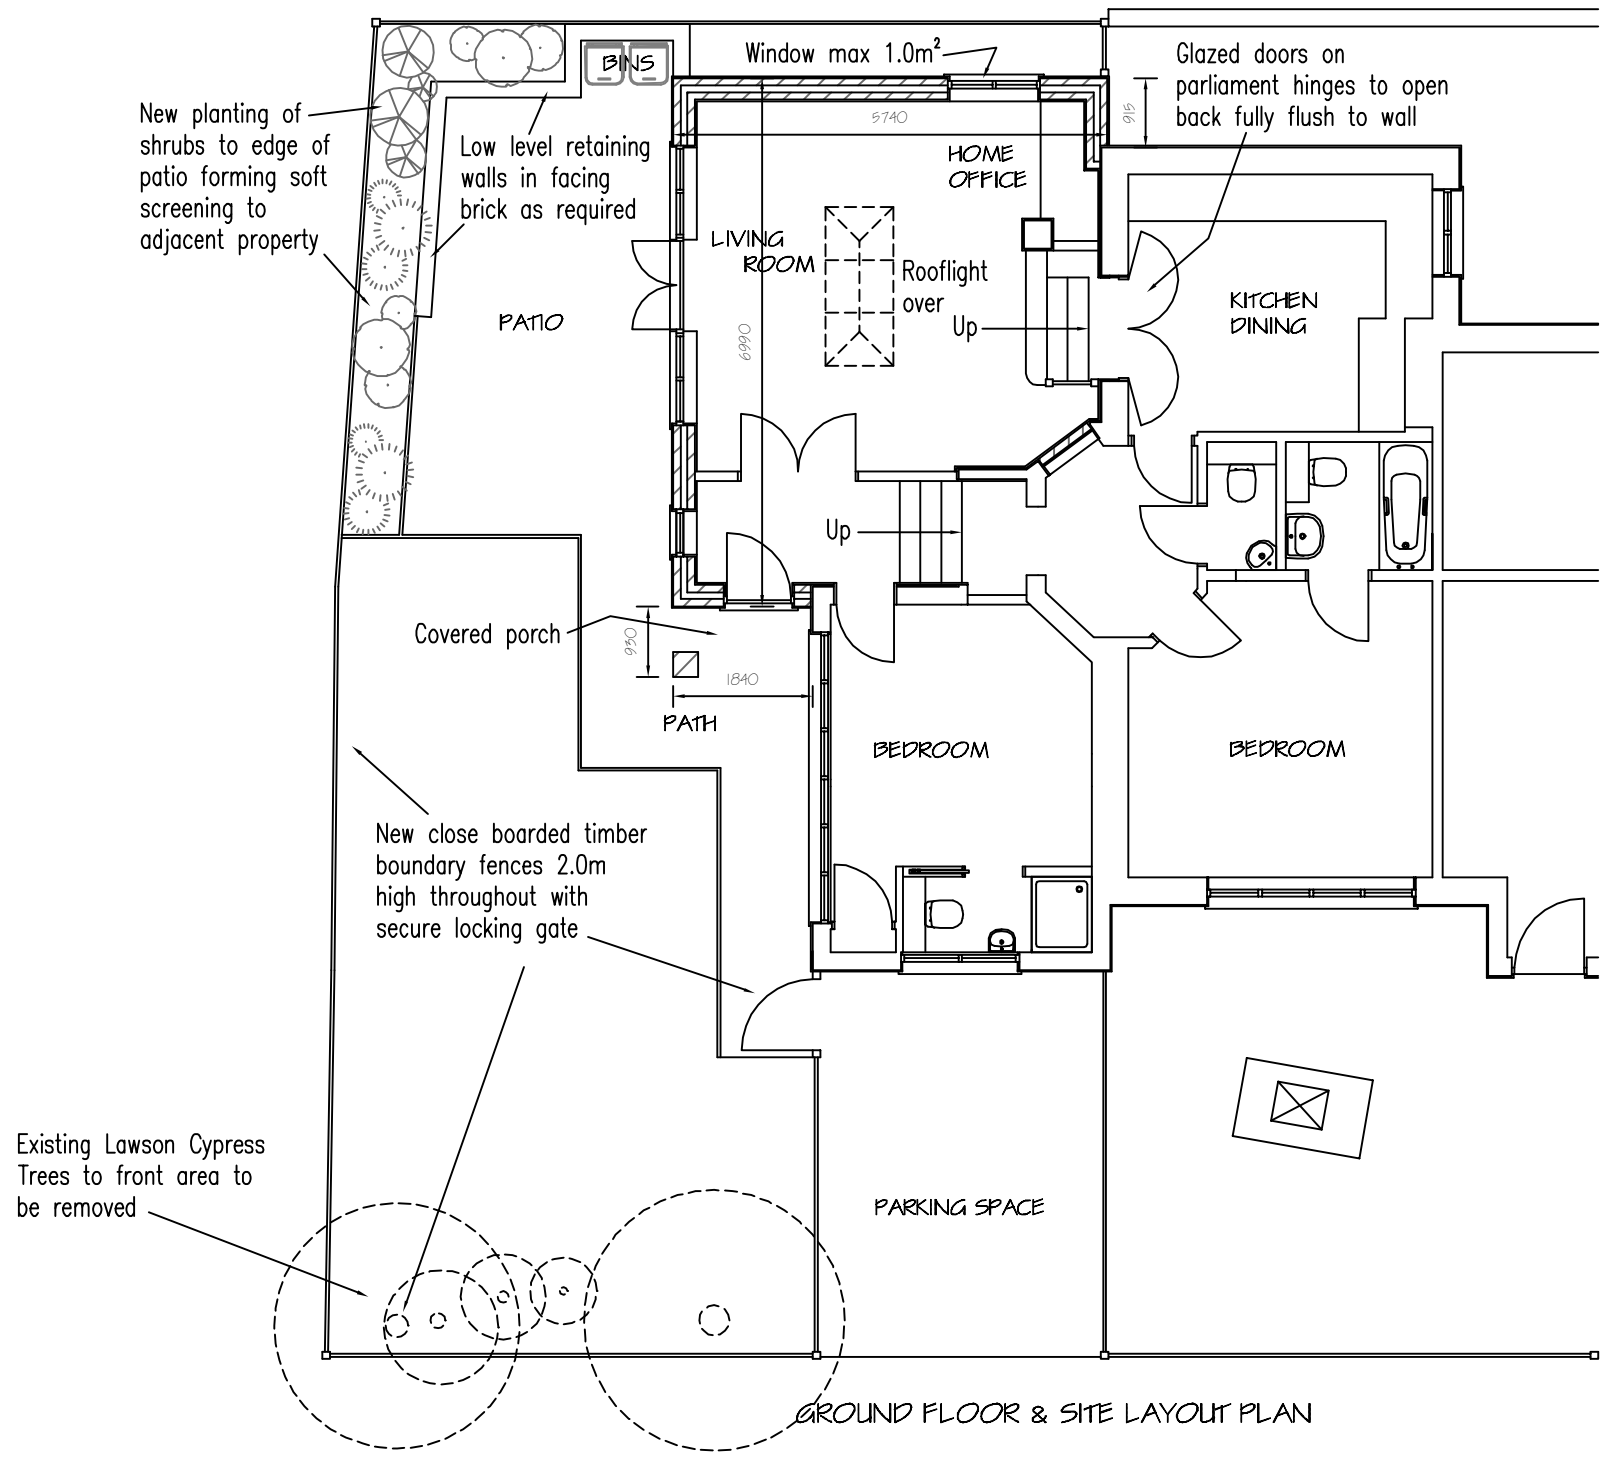 Window max 1.0m²
Glazed doors on
parliament hinges to open
back fully flush to wall
BINS
New planting of
shrubs to edge of
patio forming soft
screening to
adjacent property
Low level retaining
walls in facing
brick as required
5740
915
HOME
OFFICE
LIVING
ROOM
Rooflight
over
PATIO
Up
KITCHEN
DINING
6990
Up
Covered porch
930
1840
PATH
BEDROOM
BEDROOM
New close boarded timber
boundary fences 2.0m
high throughout with
secure locking gate
Existing Lawson Cypress
Trees to front area to
be removed
PARKING SPACE
GROUND FLOOR & SITE LAYOUT PLAN